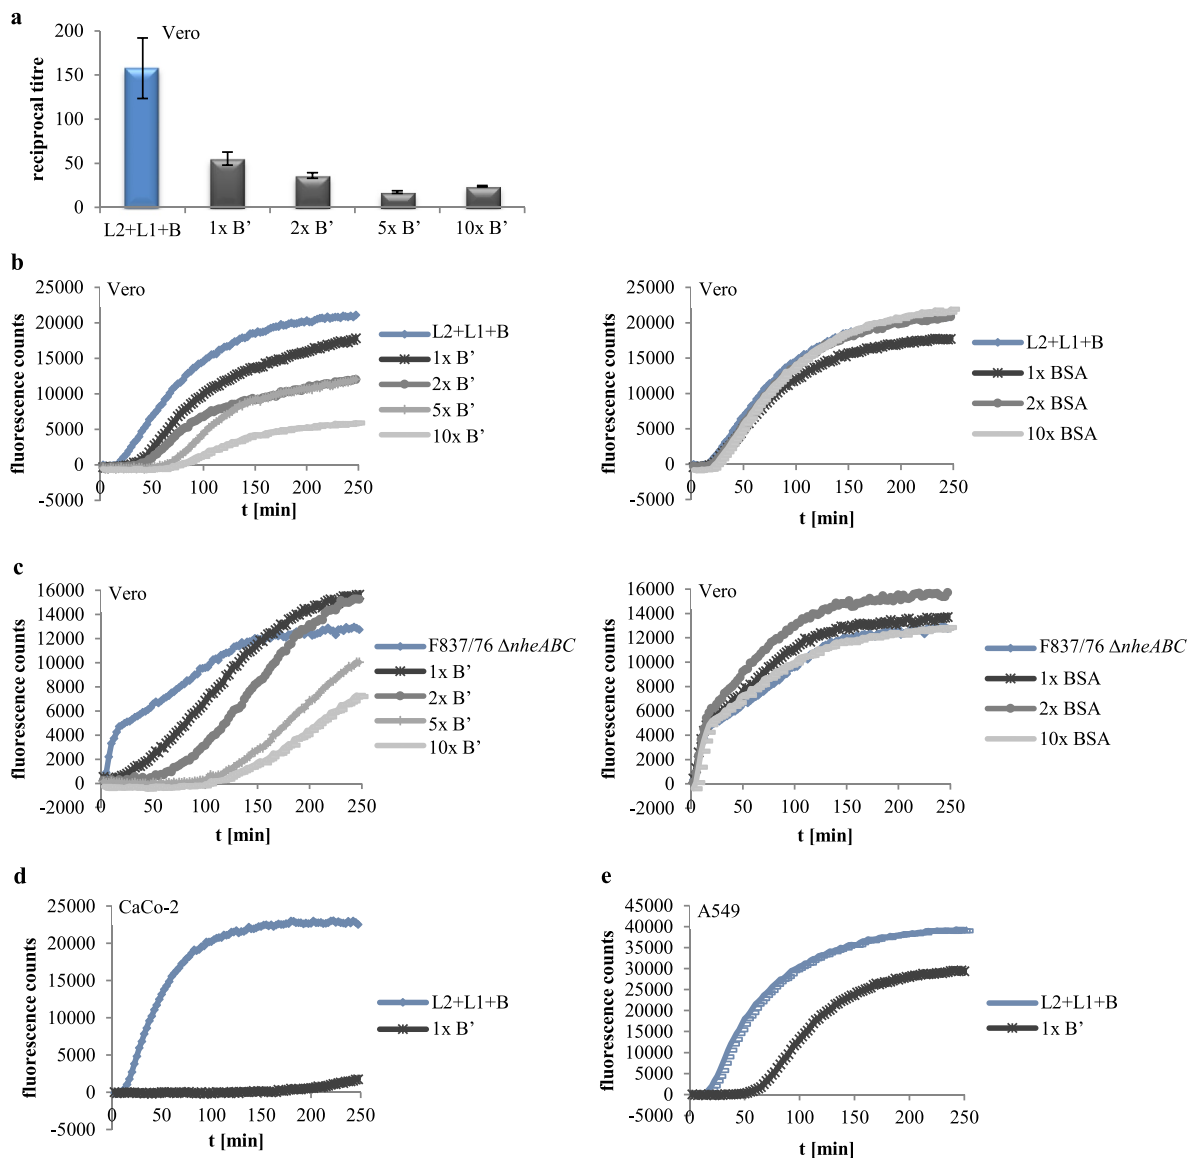 a
Vero
reciprocal titre
200
150
100
50
0
L2+L1+B 1x B’ 2x B’ 5x B’ 10x B’
b
Vero
fluorescence counts
25000
20000
15000
10000
5000
0
-5000
0 50 100 150 200 250
t [min]
L2+L1+B
1x B’
2x B’
5x B’
10x B’
Vero
fluorescence counts
25000
20000
15000
10000
5000
0
-5000
0 50 100 150 200 250
t [min]
L2+L1+B
1x BSA
2x BSA
10x BSA
c
Vero
fluorescence counts
16000
14000
12000
10000
8000
6000
4000
2000
0
-2000
0 50 100 150 200 250
t [min]
F837/76 ΔnheABC
1x B’
2x B’
5x B’
10x B’
Vero
fluorescence counts
16000
14000
12000
10000
8000
6000
4000
2000
0
-2000
0 50 100 150 200 250
t [min]
F837/76 ΔnheABC
1x BSA
2x BSA
10x BSA
d
CaCo-2
fluorescence counts
25000
20000
15000
10000
5000
0
-5000
0 50 100 150 200 250
t [min]
L2+L1+B
1x B’
e
A549
fluorescence counts
45000
40000
35000
30000
25000
20000
15000
10000
5000
0
-5000
0 50 100 150 200 250
t [min]
L2+L1+B
1x B’